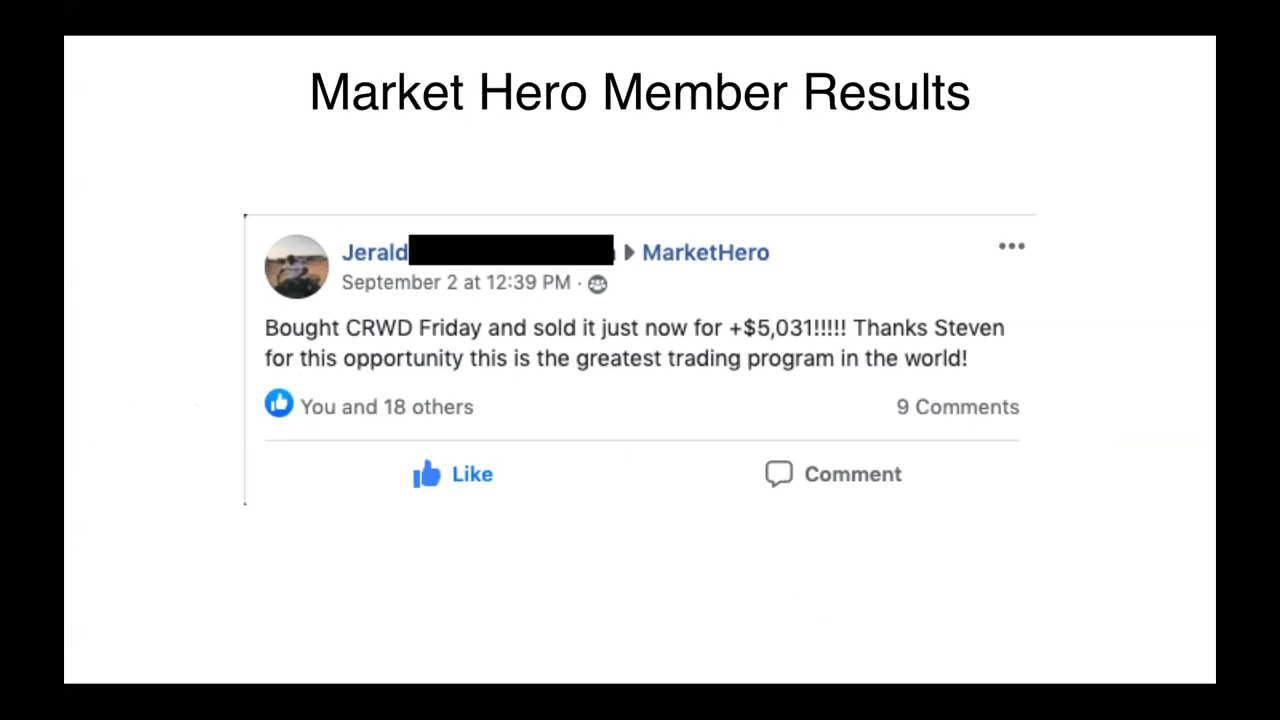 Market Hero Member Results
Jerald MarketHero
September 2 at 12:39 PM ·
Bought CRWD Friday and sold it just now for +$5,031!!!!! Thanks Steven
for this opportunity this is the greatest trading program in the world!
You and 18 others 9 Comments
Like Comment